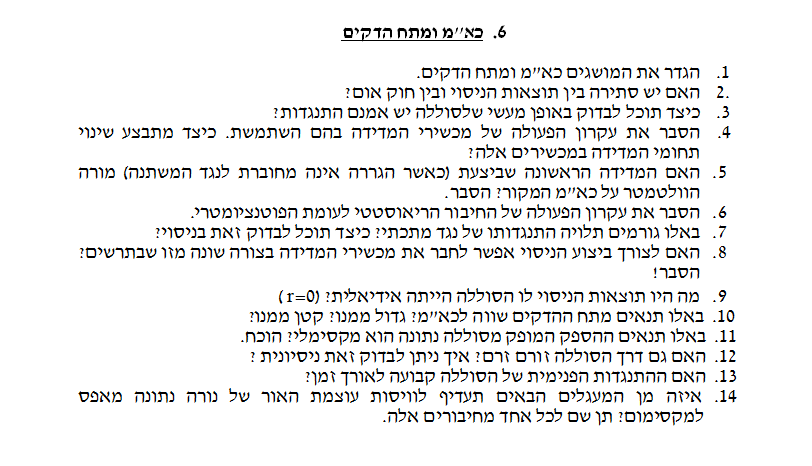 6. כא"מ ומתח הדקים
1. הגדר את המושגים כא"מ ומתח הדקים.
2. האם יש סתירה בין תוצאות הניסוי ובין חוק אום?
3. כיצד תוכל לבדוק באופן מעשי שלסוללה יש אמנם התנגדות?
4. הסבר את עקרון הפעולה של מכשירי המדידה בהם השתמשת. כיצד מתבצע שינוי
תחומי המדידה במכשירים אלה?
5. האם המדידה הראשונה שביצעת (כאשר הגררה אינה מחוברת לנגד המשתנה) מורה
הוולטמטר על כא"מ המקור? הסבר.
6. הסבר את עקרון הפעולה של החיבור הריאוסטטי לעומת הפוטנציומטרי.
7. באלו גורמים תלויה התנגדותו של נגד מתכתי? כיצד תוכל לבדוק זאת בניסוי?
8. האם לצורך ביצוע הניסוי אפשר לחבר את מכשירי המדידה בצורה שונה מזו שבתרשים?
הסבר!
9. מה היו תוצאות הניסוי לו הסוללה הייתה אידיאלית? (r=0)
10. באלו תנאים מתח ההדקים שווה לכא"מ? גדול ממנו? קטן ממנו?
11. באלו תנאים ההספק המופק מסוללה נתונה הוא מקסימלי? הוכח.
12. האם גם דרך הסוללה זורם זרם? איך ניתן לבדוק זאת ניסיונית ?
13. האם ההתנגדות הפנימית של הסוללה קבועה לאורך זמן?
14. איזה מן המעגלים הבאים תעדיף לוויסות עוצמת האור של נורה נתונה מאפס
למקסימום? תן שם לכל אחד מחיבורים אלה.